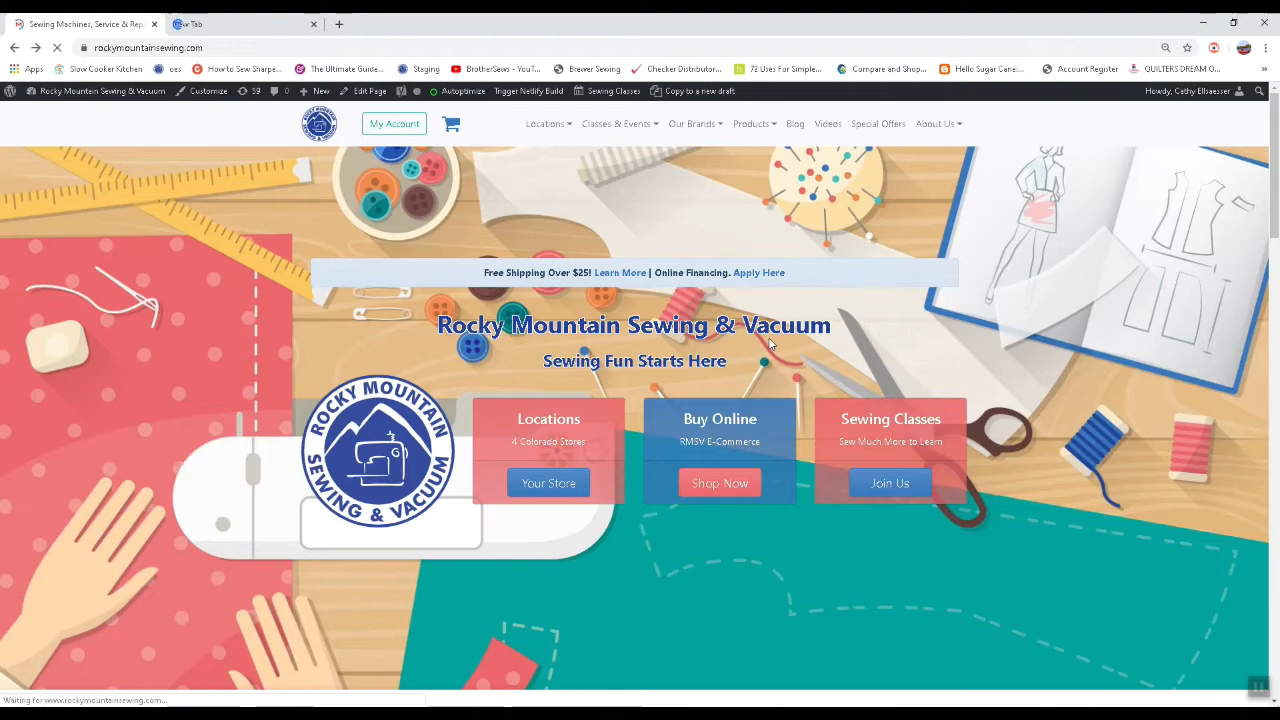 Sewing Machines, Service & Rep
ew Tab
rockymountainsewing.com
Apps
Slow Cooker Kitchen
oes
How to Sew Sharpe...
The Ultimate Guide...
Staging
BrotherSews - YouT...
Brewer Sewing
Checker Distributor...
72 Uses For Simple...
Compare and Shop...
Hello Sugar Cane:...
Account Register
QUILTERS DREAM O...
Rocky Mountain Sewing & Vacuum
Customize
59
0
New
Edit Page
Autoptimize
Trigger Netlify Build
Sewing Classes
Copy to a new draft
Howdy, Cathy Ellsaesser
ROCKY MOUNTAIN
My Account
Locations
Classes & Events
Our Brands
Products
Blog
Videos
Special Offers
About Us
Free Shipping Over $25! Learn More | Online Financing. Apply Here
Rocky Mountain Sewing & Vacuum
Sewing Fun Starts Here
ROCKY MOUNTAIN
SEWING & VACUUM
Locations
4 Colorado Stores
Your Store
Buy Online
RMSV E-Commerce
Shop Now
Sewing Classes
Sew Much More to Learn
Join Us
Waiting for www.rockymountainsewing.com...